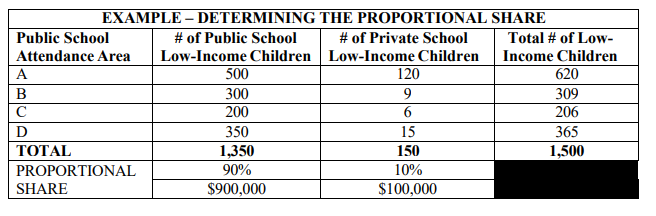 EXAMPLE – DETERMINING THE PROPORTIONAL SHARE
Public School Attendance Area # of Public School Low-Income Children # of Private School Low-Income Children Total # of Low-Income Children
A 500 120 620
B 300 9 309
C 200 6 206
D 350 15 365
TOTAL 1,350 150 1,500
PROPORTIONAL SHARE 90% 10%
$900,000 $100,000